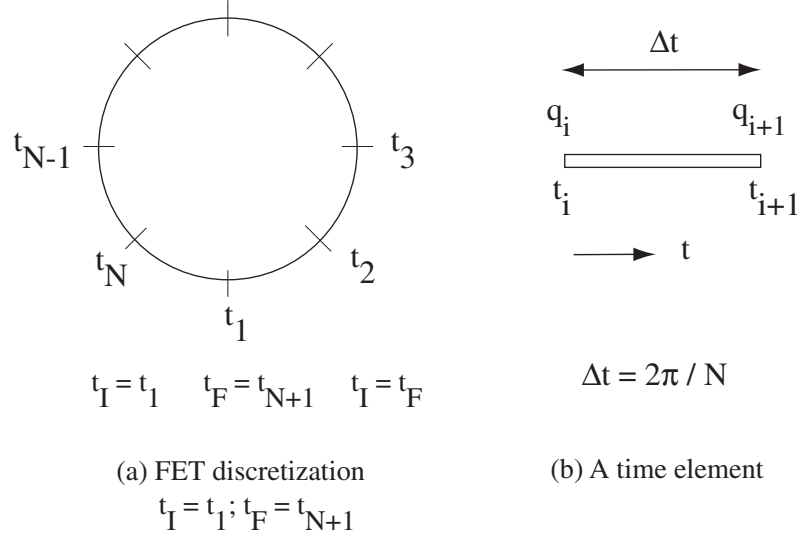 Δt
q_i q_{i+1}
t_{N-1} t_3
t_i t_{i+1}
t_N t_2 t
t_1
t_I = t_1 t_F = t_{N+1} t_I = t_F
Δt = 2π / N
(a) FET discretization
t_I = t_1; t_F = t_{N+1}
(b) A time element